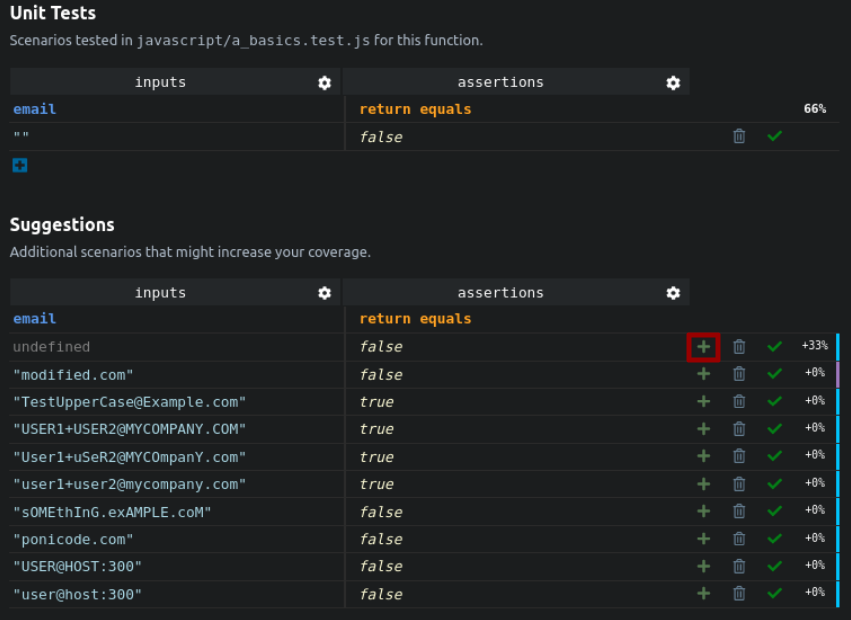 Unit Tests
Scenarios tested in javascript/a_basics.test.js for this function.
inputs assertions
email return equals 66%
"" false
Suggestions
Additional scenarios that might increase your coverage.
inputs assertions
email return equals
undefined false +33%
"modified.com" false +0%
"TestUpperCase@Example.com" true +0%
"USER1+USER2@MYCOMPANY.COM" true +0%
"User1+uSeR2@MYCOmpanY.com" true +0%
"user1+user2@mycompany.com" true +0%
"sOMEthInG.exAMPLE.coM" false +0%
"ponicode.com" false +0%
"USER@HOST:300" false +0%
"user@host:300" false +0%